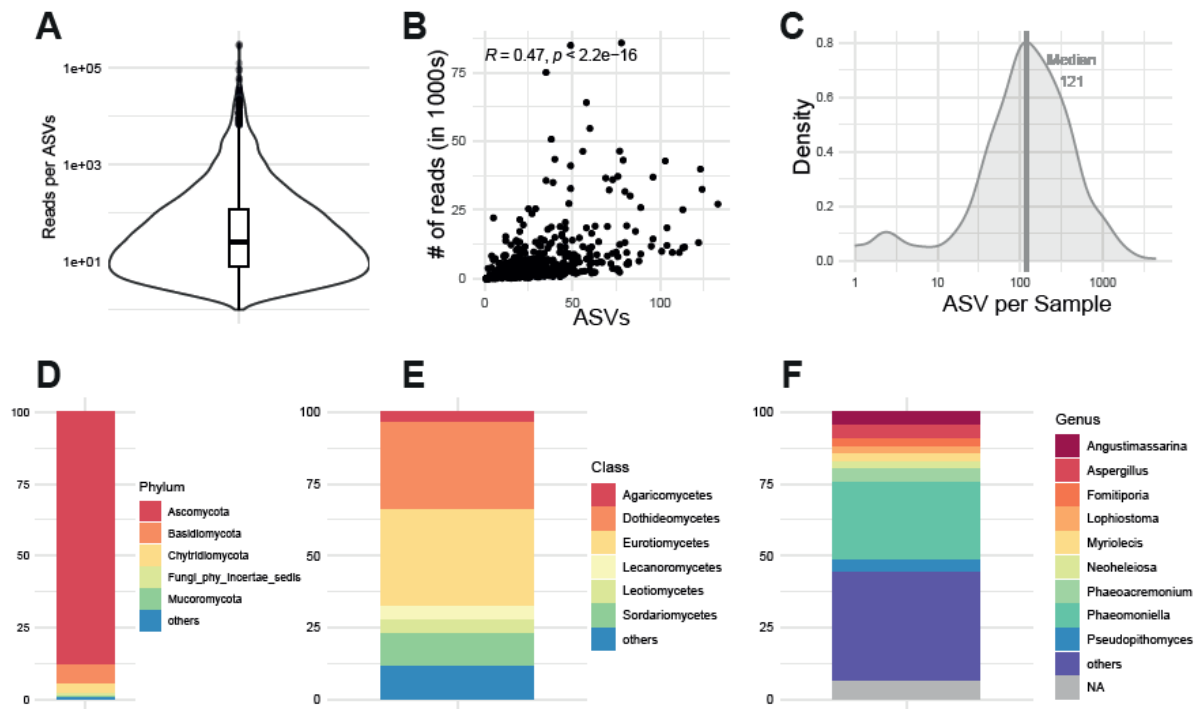 A
Reads per ASVs
1e+05
1e+03
1e+01
B
# of reads (in 1000s)
R = 0.47, p < 2.2e−16
75
50
25
0
0
50
100
ASVs
C
Density
0.8
0.6
0.4
0.2
0.0
Median
121
1
10
100
1000
ASV per Sample
D
100
75
50
25
0
Phylum
Ascomycota
Basidiomycota
Chytridiomycota
Fungi_phy_Incertae_sedis
Mucoromycota
others
E
100
75
50
25
0
Class
Agaricomycetes
Dothideomycetes
Eurotiomycetes
Lecanoromycetes
Leotiomycetes
Sordariomycetes
others
F
100
75
50
25
0
Genus
Angustimassarina
Aspergillus
Fomitiporia
Lophiostoma
Myriolecis
Neoheleiosa
Phaeoacremonium
Phaeomoniella
Pseudopithomyces
others
NA